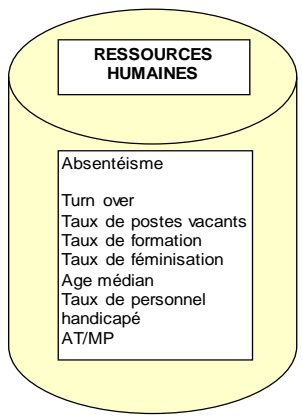 RESSOURCES
HUMAINES
Absentéisme
Turn over
Taux de postes vacants
Taux de formation
Taux de féminisation
Age médian
Taux de personnel
handicapé
AT/MP